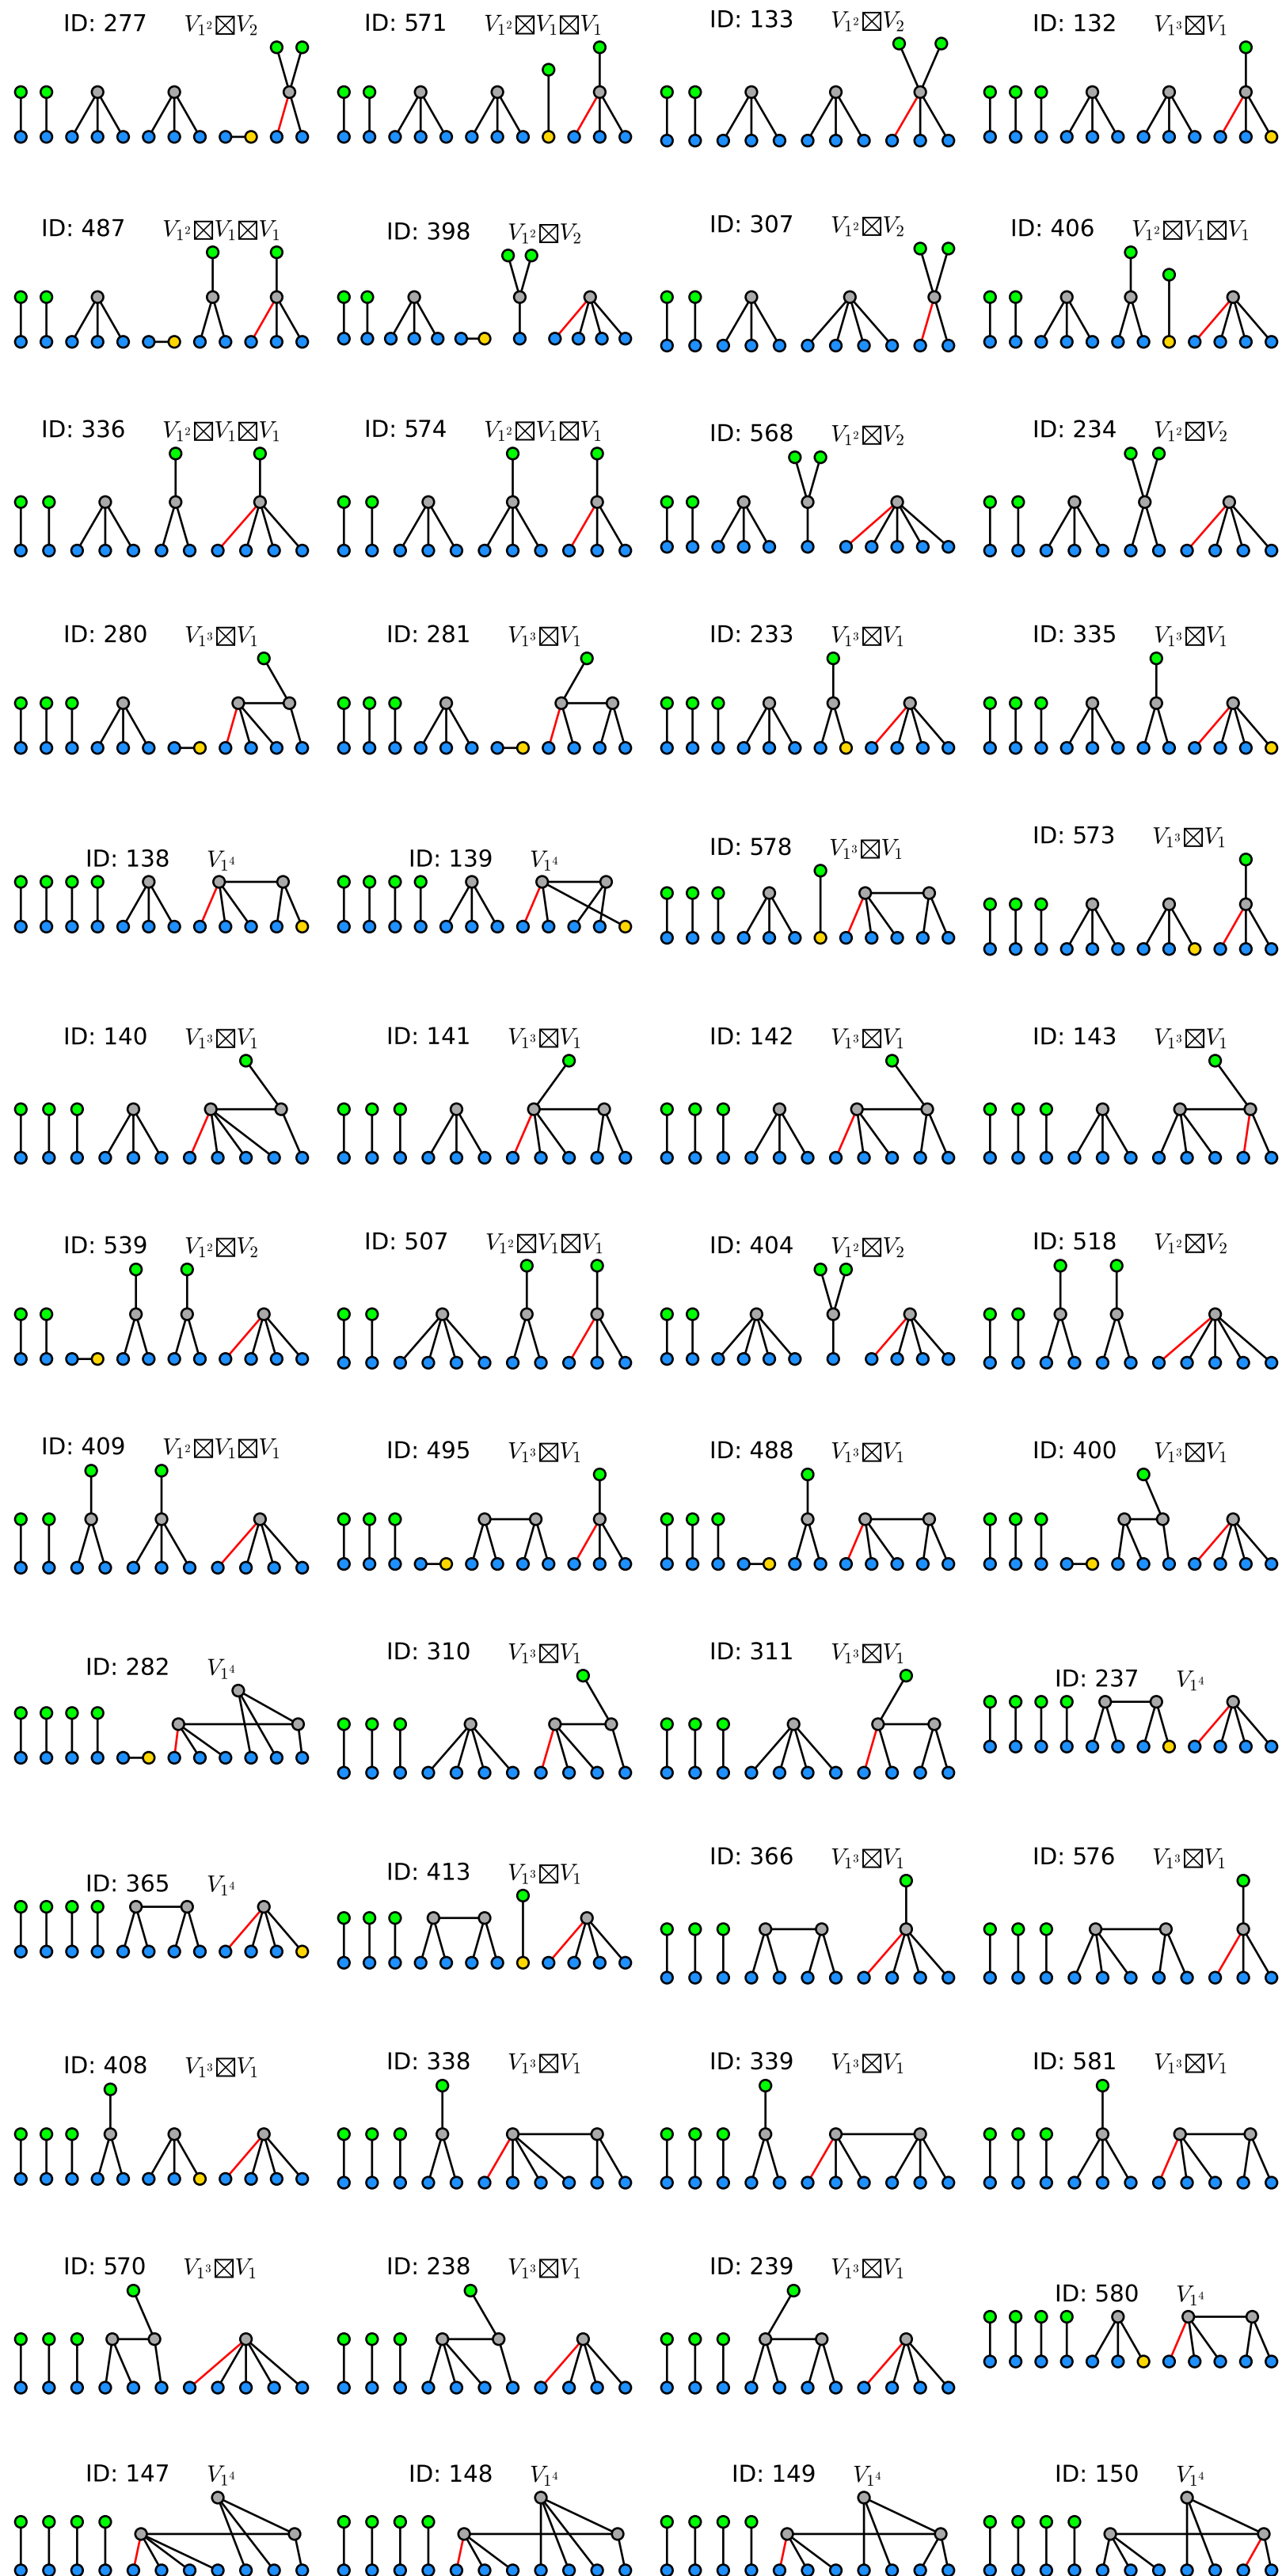 ID: 277 V₁²⊠V₂ ID: 571 V₁²⊠V₁⊠V₁ ID: 133 V₁²⊠V₂ ID: 132 V₁³⊠V₁
ID: 487 V₁²⊠V₁⊠V₁ ID: 398 V₁²⊠V₂ ID: 307 V₁²⊠V₂ ID: 406 V₁²⊠V₁⊠V₁
ID: 336 V₁²⊠V₁⊠V₁ ID: 574 V₁²⊠V₁⊠V₁ ID: 568 V₁²⊠V₂ ID: 234 V₁²⊠V₂
ID: 280 V₁³⊠V₁ ID: 281 V₁³⊠V₁ ID: 233 V₁³⊠V₁ ID: 335 V₁³⊠V₁
ID: 138 V₁⁴ ID: 139 V₁⁴ ID: 578 V₁³⊠V₁ ID: 573 V₁³⊠V₁
ID: 140 V₁³⊠V₁ ID: 141 V₁³⊠V₁ ID: 142 V₁³⊠V₁ ID: 143 V₁³⊠V₁
ID: 539 V₁²⊠V₂ ID: 507 V₁²⊠V₁⊠V₁ ID: 404 V₁²⊠V₂ ID: 518 V₁²⊠V₂
ID: 409 V₁²⊠V₁⊠V₁ ID: 495 V₁³⊠V₁ ID: 488 V₁³⊠V₁ ID: 400 V₁³⊠V₁
ID: 282 V₁⁴ ID: 310 V₁³⊠V₁ ID: 311 V₁³⊠V₁ ID: 237 V₁⁴
ID: 365 V₁⁴ ID: 413 V₁³⊠V₁ ID: 366 V₁³⊠V₁ ID: 576 V₁³⊠V₁
ID: 408 V₁³⊠V₁ ID: 338 V₁³⊠V₁ ID: 339 V₁³⊠V₁ ID: 581 V₁³⊠V₁
ID: 570 V₁³⊠V₁ ID: 238 V₁³⊠V₁ ID: 239 V₁³⊠V₁ ID: 580 V₁⁴
ID: 147 V₁⁴ ID: 148 V₁⁴ ID: 149 V₁⁴ ID: 150 V₁⁴